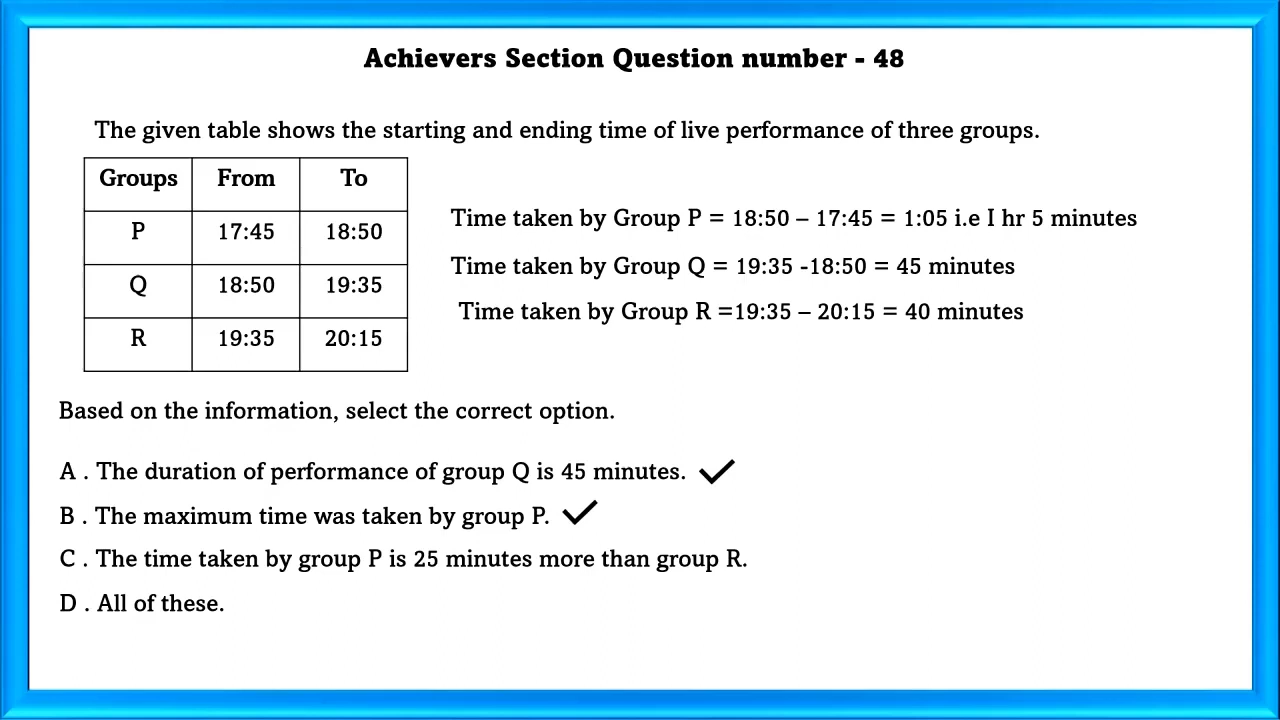 Achievers Section Question number - 48
The given table shows the starting and ending time of live performance of three groups.
Groups From To
P 17:45 18:50
Q 18:50 19:35
R 19:35 20:15
Time taken by Group P = 18:50 – 17:45 = 1:05 i.e I hr 5 minutes
Time taken by Group Q = 19:35 -18:50 = 45 minutes
Time taken by Group R =19:35 – 20:15 = 40 minutes
Based on the information, select the correct option.
A . The duration of performance of group Q is 45 minutes.
B . The maximum time was taken by group P.
C . The time taken by group P is 25 minutes more than group R.
D . All of these.